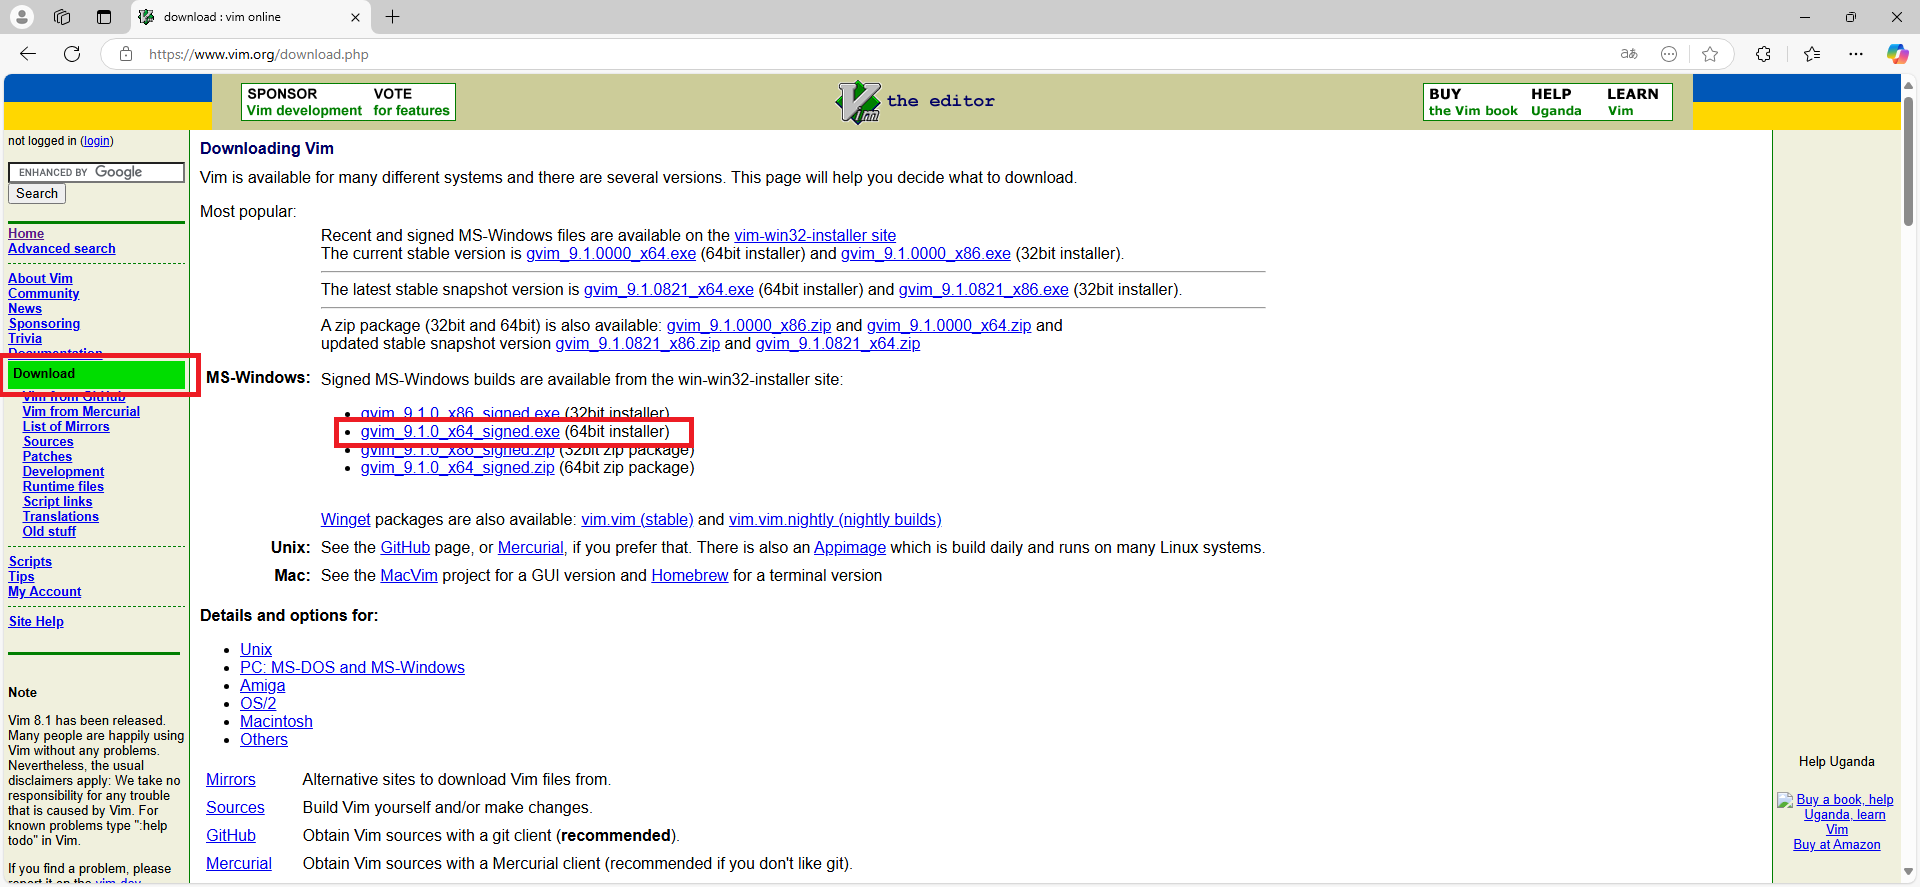 download : vim online
https://www.vim.org/download.php
SPONSOR VOTE
Vim development for features
Vim the editor
BUY HELP LEARN
the Vim book Uganda Vim
not logged in (login)
ENHANCED BY Google
Search
Home
Advanced search
About Vim
Community
News
Sponsoring
Trivia
Documentation
Download
Vim from GitHub
Vim from Mercurial
List of Mirrors
Sources
Patches
Development
Runtime files
Script links
Translations
Old stuff
Scripts
Tips
My Account
Site Help
Note
Vim 8.1 has been released.
Many people are happily using
Vim without any problems.
Nevertheless, the usual
disclaimers apply: We take no
responsibility for any trouble
that is caused by Vim. For
known problems type ":help
todo" in Vim.
If you find a problem, please
report it on the vim-dev
Downloading Vim
Vim is available for many different systems and there are several versions. This page will help you decide what to download.
Most popular:
Recent and signed MS-Windows files are available on the vim-win32-installer site
The current stable version is gvim_9.1.0000_x64.exe (64bit installer) and gvim_9.1.0000_x86.exe (32bit installer).
The latest stable snapshot version is gvim_9.1.0821_x64.exe (64bit installer) and gvim_9.1.0821_x86.exe (32bit installer).
A zip package (32bit and 64bit) is also available: gvim_9.1.0000_x86.zip and gvim_9.1.0000_x64.zip and
updated stable snapshot version gvim_9.1.0821_x86.zip and gvim_9.1.0821_x64.zip
MS-Windows: Signed MS-Windows builds are available from the win-win32-installer site:
• gvim_9.1.0_x86_signed.exe (32bit installer)
• gvim_9.1.0_x64_signed.exe (64bit installer)
• gvim_9.1.0_x86_signed.zip (32bit zip package)
• gvim_9.1.0_x64_signed.zip (64bit zip package)
Winget packages are also available: vim.vim (stable) and vim.vim.nightly (nightly builds)
Unix: See the GitHub page, or Mercurial, if you prefer that. There is also an Appimage which is build daily and runs on many Linux systems.
Mac: See the MacVim project for a GUI version and Homebrew for a terminal version
Details and options for:
• Unix
• PC: MS-DOS and MS-Windows
• Amiga
• OS/2
• Macintosh
• Others
Mirrors Alternative sites to download Vim files from.
Sources Build Vim yourself and/or make changes.
GitHub Obtain Vim sources with a git client (recommended).
Mercurial Obtain Vim sources with a Mercurial client (recommended if you don't like git).
Help Uganda
Buy a book, help
Uganda, learn
Vim
Buy at Amazon